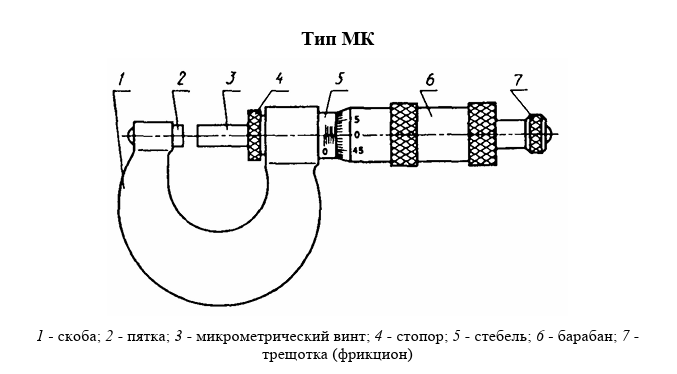 Тип МК
1 2 3 4 5 6 7
5
0
0 45
1 - скоба; 2 - пятка; 3 - микрометрический винт; 4 - стопор; 5 - стебель; 6 - барабан; 7 -
трещотка (фрикцион)